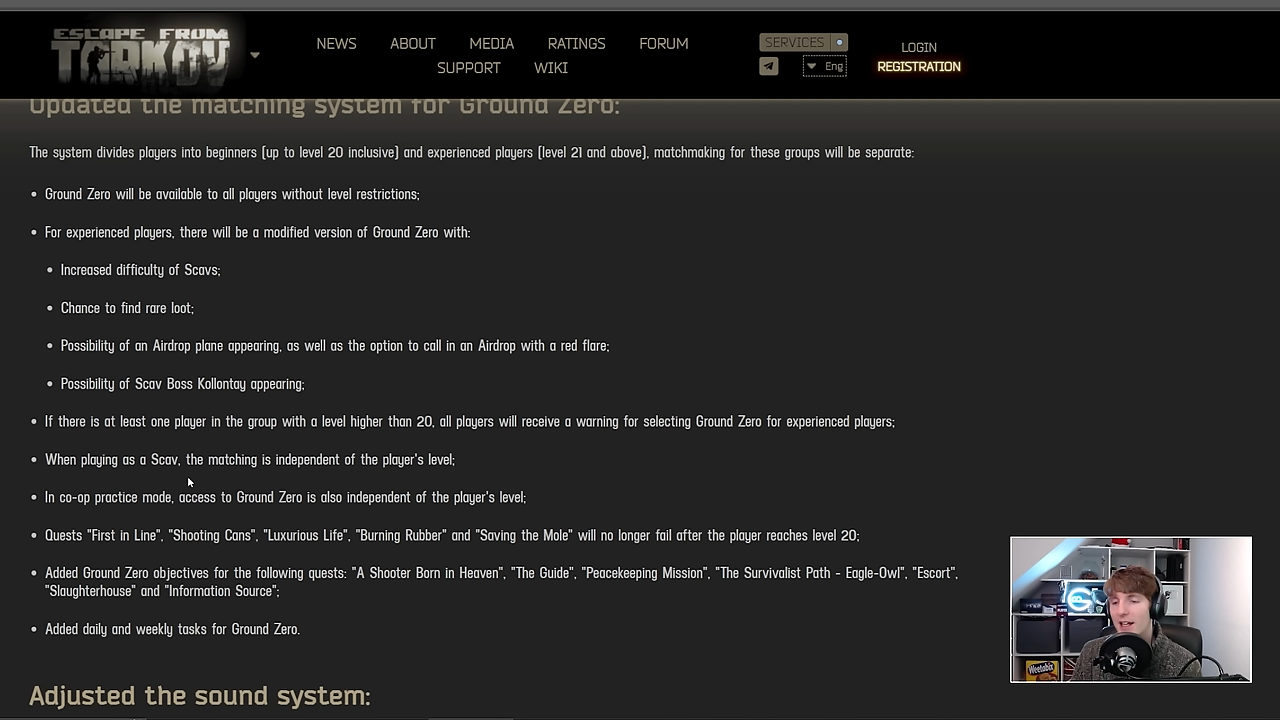 ESCAPE FROM
TARKOV
NEWS ABOUT MEDIA RATINGS FORUM
SUPPORT WIKI
SERVICES
Eng
LOGIN
REGISTRATION
Updated the matching system for Ground Zero:
The system divides players into beginners (up to level 20 inclusive) and experienced players (level 21 and above), matchmaking for these groups will be separate:
• Ground Zero will be available to all players without level restrictions;
• For experienced players, there will be a modified version of Ground Zero with:
• Increased difficulty of Scavs;
• Chance to find rare loot;
• Possibility of an Airdrop plane appearing, as well as the option to call in an Airdrop with a red flare;
• Possibility of Scav Boss Kollontay appearing;
• If there is at least one player in the group with a level higher than 20, all players will receive a warning for selecting Ground Zero for experienced players;
• When playing as a Scav, the matching is independent of the player's level;
• In co-op practice mode, access to Ground Zero is also independent of the player's level;
• Quests "First in Line", "Shooting Cans", "Luxurious Life", "Burning Rubber" and "Saving the Mole" will no longer fail after the player reaches level 20;
• Added Ground Zero objectives for the following quests: "A Shooter Born in Heaven", "The Guide", "Peacekeeping Mission", "The Survivalist Path - Eagle-Owl", "Escort",
"Slaughterhouse" and "Information Source";
• Added daily and weekly tasks for Ground Zero.
Adjusted the sound system:
Weetabix